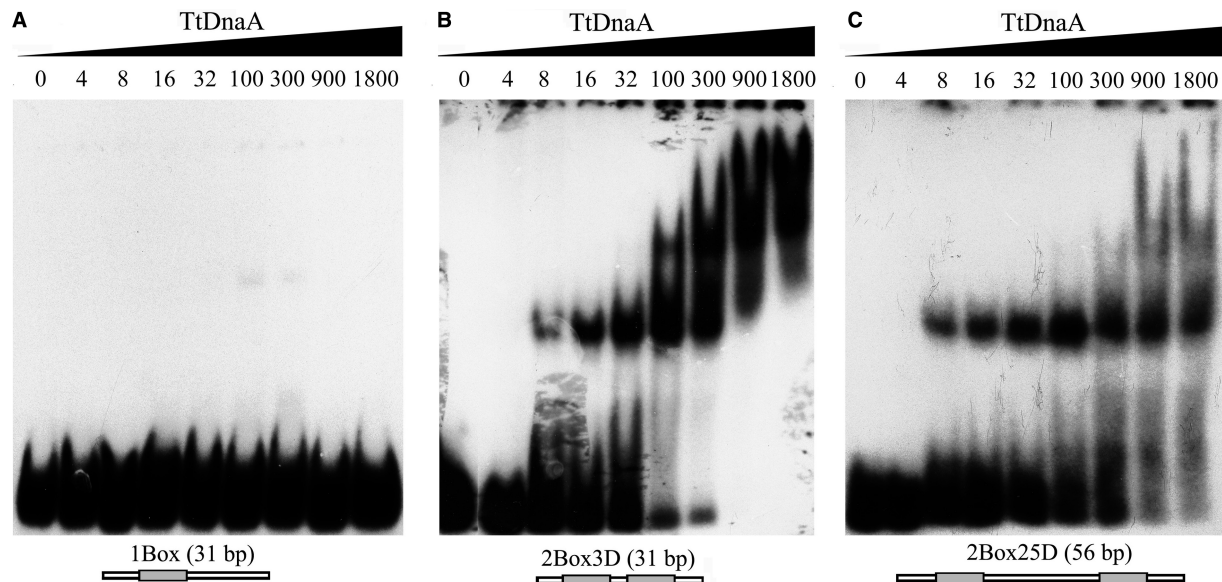 A
TtDnaA
0 4 8 16 32 100 300 900 1800
1Box (31 bp)
B
TtDnaA
0 4 8 16 32 100 300 900 1800
2Box3D (31 bp)
C
TtDnaA
0 4 8 16 32 100 300 900 1800
2Box25D (56 bp)